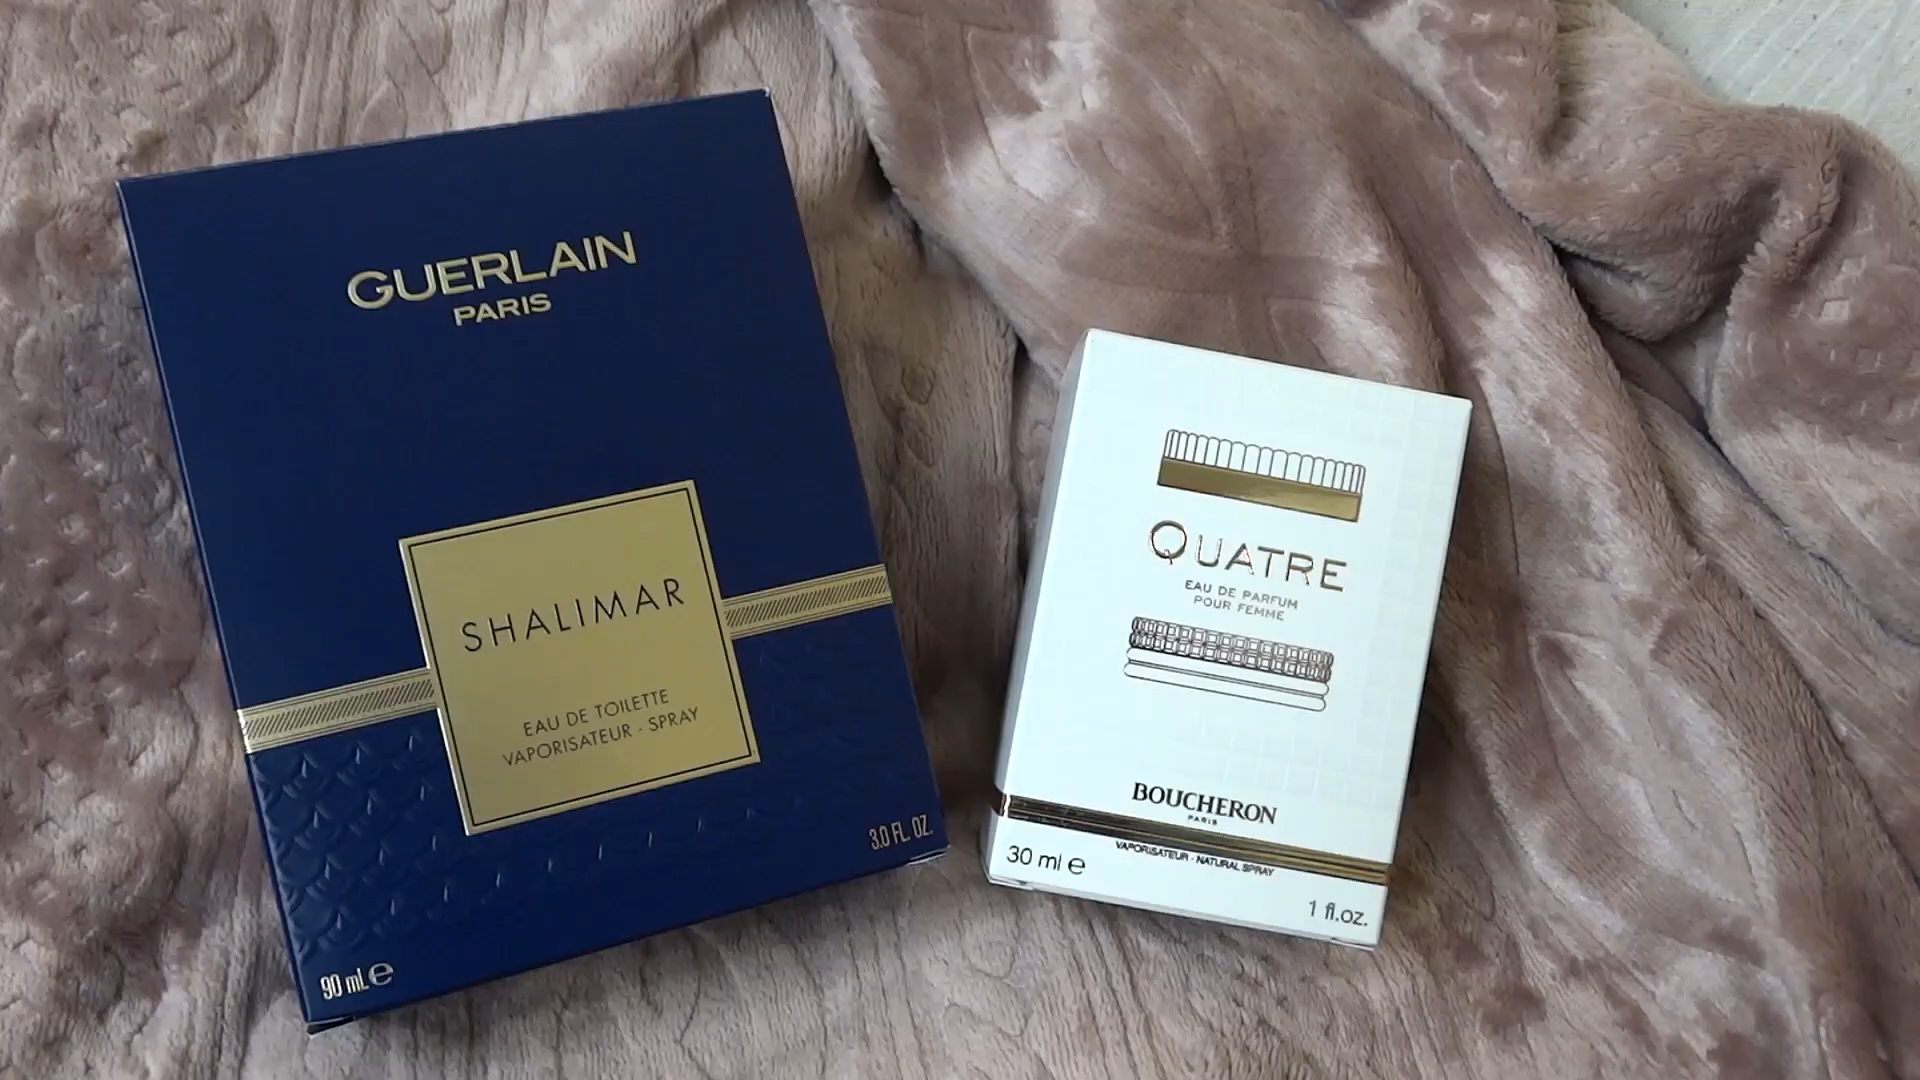 GUERLAIN
PARIS
SHALIMAR
EAU DE TOILETTE
VAPORISATEUR · SPRAY
90 mL e
3.0 FL. OZ.
QUATRE
EAU DE PARFUM
POUR FEMME
BOUCHERON
PARIS
VAPORISATEUR - NATURAL SPRAY
30 ml e
1 fl.oz.